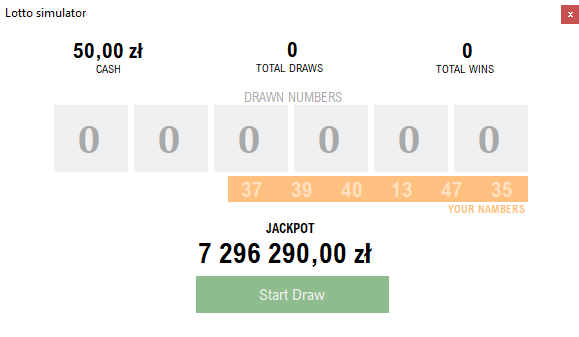 Lotto simulator x
50,00 zł 0 0
CASH TOTAL DRAWS TOTAL WINS
DRAWN NUMBERS
0 0 0 0 0 0
37 39 40 13 47 35
YOUR NAMBERS
JACKPOT
7 296 290,00 zł
Start Draw